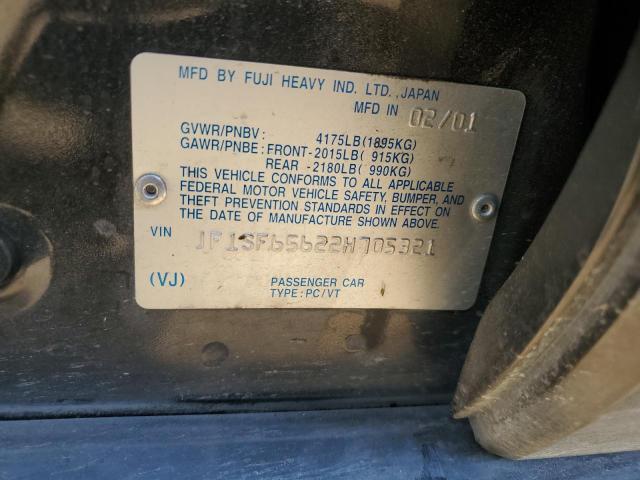 MFD BY FUJI HEAVY IND. LTD.,JAPAN
MFD IN 02/01
GVWR/PNBV: 4175LB(1895KG)
GAWR/PNBE:FRONT-2015LB( 915KG)
REAR -2180LB( 990KG)
THIS VEHICLE CONFORMS TO ALL APPLICABLE
FEDERAL MOTOR VEHICLE SAFETY, BUMPER, AND
THEFT PREVENTION STANDARDS IN EFFECT ON
THE DATE OF MANUFACTURE SHOWN ABOVE.
VIN JF1SF65622H705321
(VJ) PASSENGER CAR
TYPE:PC/VT